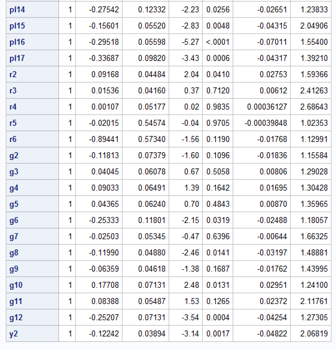 pl14 1 -0.27542 0.12332 -2.23 0.0256 -0.02651 1.23833
pl15 1 -0.15601 0.05520 -2.83 0.0048 -0.04315 2.04906
pl16 1 -0.29518 0.05598 -5.27 <.0001 -0.07011 1.55400
pl17 1 -0.33687 0.09820 -3.43 0.0006 -0.04317 1.39210
r2 1 0.09168 0.04484 2.04 0.0410 0.02753 1.59366
r3 1 0.01536 0.04160 0.37 0.7120 0.00612 2.41263
r4 1 0.00107 0.05177 0.02 0.9835 0.00036127 2.68643
r5 1 -0.02015 0.54574 -0.04 0.9705 -0.00039848 1.02353
r6 1 -0.89441 0.57340 -1.56 0.1190 -0.01768 1.12991
g2 1 -0.11813 0.07379 -1.60 0.1096 -0.01836 1.15584
g3 1 0.04045 0.06078 0.67 0.5058 0.00806 1.29028
g4 1 0.09033 0.06491 1.39 0.1642 0.01695 1.30428
g5 1 0.04365 0.06240 0.70 0.4843 0.00870 1.35965
g6 1 -0.25333 0.11801 -2.15 0.0319 -0.02488 1.18057
g7 1 -0.02503 0.05345 -0.47 0.6396 -0.00644 1.66325
g8 1 -0.11990 0.04880 -2.46 0.0141 -0.03197 1.48881
g9 1 -0.06359 0.04618 -1.38 0.1687 -0.01762 1.43995
g10 1 0.17708 0.07131 2.48 0.0131 0.02951 1.24100
g11 1 0.08388 0.05487 1.53 0.1265 0.02372 2.11761
g12 1 -0.25207 0.07131 -3.54 0.0004 -0.04254 1.27305
y2 1 -0.12242 0.03894 -3.14 0.0017 -0.04822 2.06819